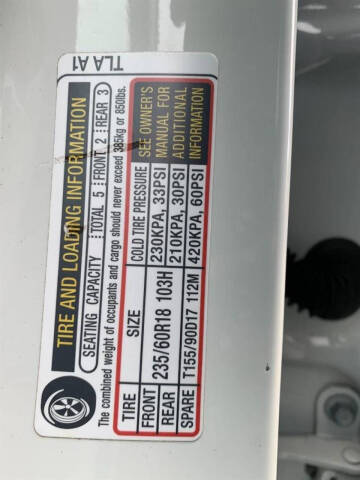 TIRE AND LOADING INFORMATION
SEATING CAPACITY TOTAL 5 FRONT 2 REAR 3
The combined weight of occupants and cargo should never exceed 385kg or 850lbs.
TIRE SIZE COLD TIRE PRESSURE SEE OWNER'S MANUAL FOR ADDITIONAL INFORMATION
FRONT 235/60R18 103H 230KPA, 33PSI
REAR 210KPA, 30PSI
SPARE T155/90D17 112M 420KPA, 60PSI
TLA A1